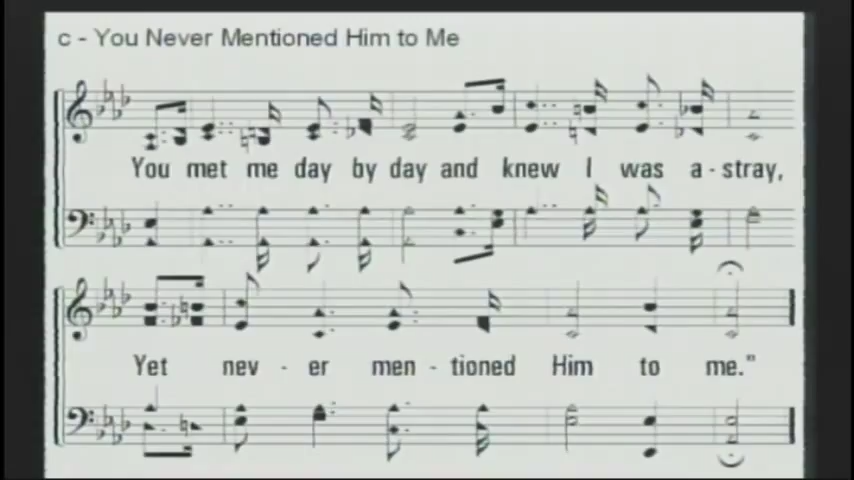 c - You Never Mentioned Him to Me
You met me day by day and knew I was a - stray,
Yet nev - er men - tioned Him to me."